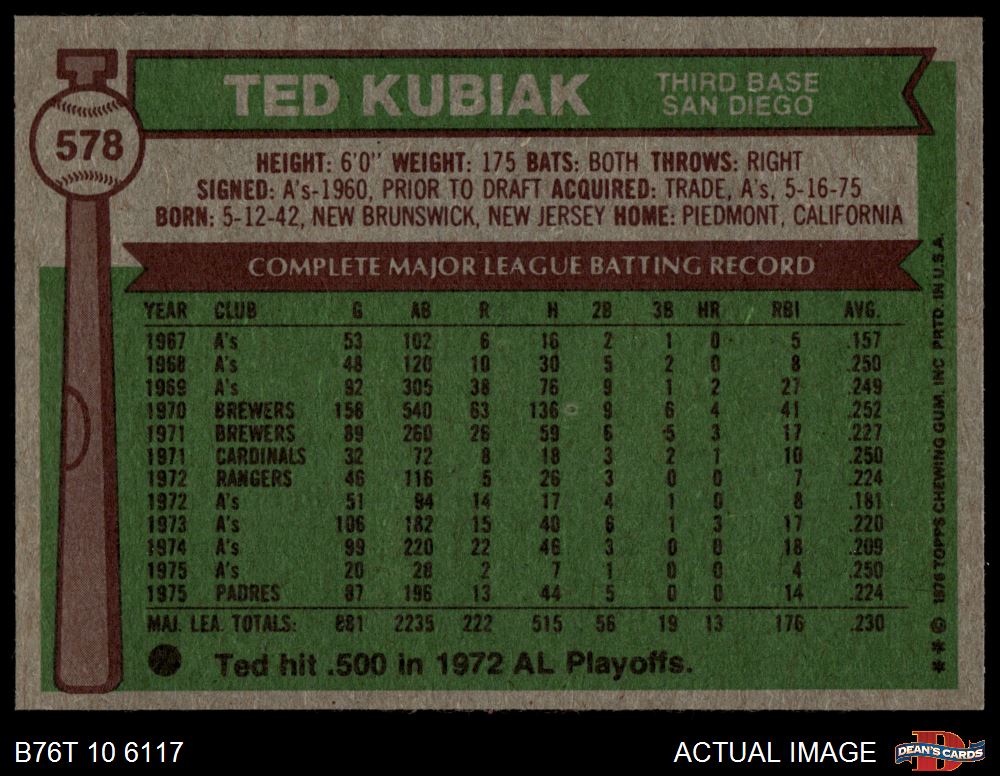 TED KUBIAK
THIRD BASE
SAN DIEGO
578
HEIGHT: 6'0" WEIGHT: 175 BATS: BOTH THROWS: RIGHT
SIGNED: A's-1960, PRIOR TO DRAFT ACQUIRED: TRADE, A's, 5-16-75
BORN: 5-12-42, NEW BRUNSWICK, NEW JERSEY HOME: PIEDMONT, CALIFORNIA
COMPLETE MAJOR LEAGUE BATTING RECORD
YEAR CLUB G AB R H 2B 3B HR RBI AVG.
1967 A's 53 102 6 16 2 1 0 5 .157
1968 A's 48 120 10 30 5 2 0 8 .250
1969 A's 92 305 38 76 9 1 2 27 .249
1970 BREWERS 158 540 63 136 9 6 4 41 .252
1971 BREWERS 89 260 26 59 6 5 3 17 .227
1971 CARDINALS 32 72 8 18 3 2 1 10 .250
1972 RANGERS 46 116 5 26 3 0 0 7 .224
1972 A's 51 94 14 17 4 1 0 8 .181
1973 A's 106 182 15 40 6 1 3 17 .220
1974 A's 99 220 22 46 3 0 0 18 .209
1975 A's 20 28 2 7 1 0 0 4 .250
1975 PADRES 87 196 13 44 5 0 0 14 .224
MAJ. LEA. TOTALS: 881 2235 222 515 56 19 13 176 .230
Ted hit .500 in 1972 AL Playoffs.
** © 1976 TOPPS CHEWING GUM, INC PRTD. IN U.S.A.
B76T 10 6117
ACTUAL IMAGE
DEAN'S CARDS